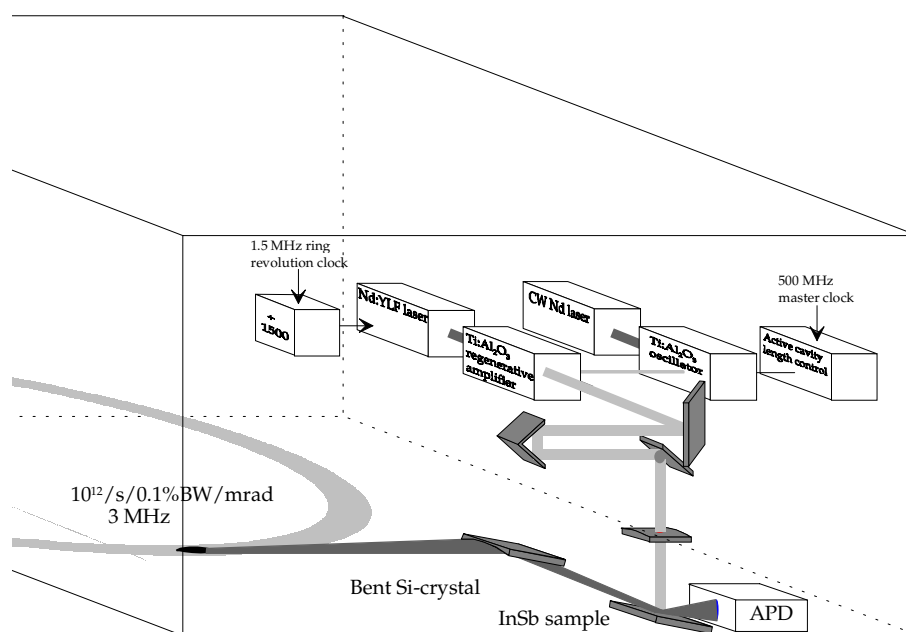 1.5 MHz ring
revolution clock
÷
1500
Nd:YLF laser
CW Nd laser
500 MHz
master clock
Ti:Al₂O₃
regenerative
amplifier
Ti:Al₂O₃
oscillator
Active cavity
length control
10¹²/s/0.1%BW/mrad
3 MHz
Bent Si-crystal
InSb sample
APD